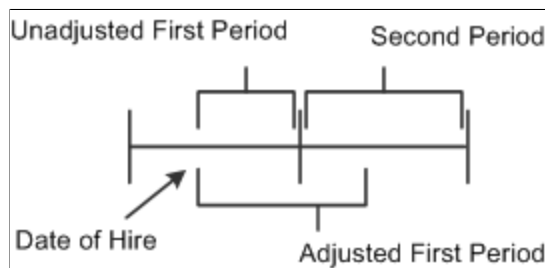 Unadjusted First Period
Second Period
Date of Hire
Adjusted First Period